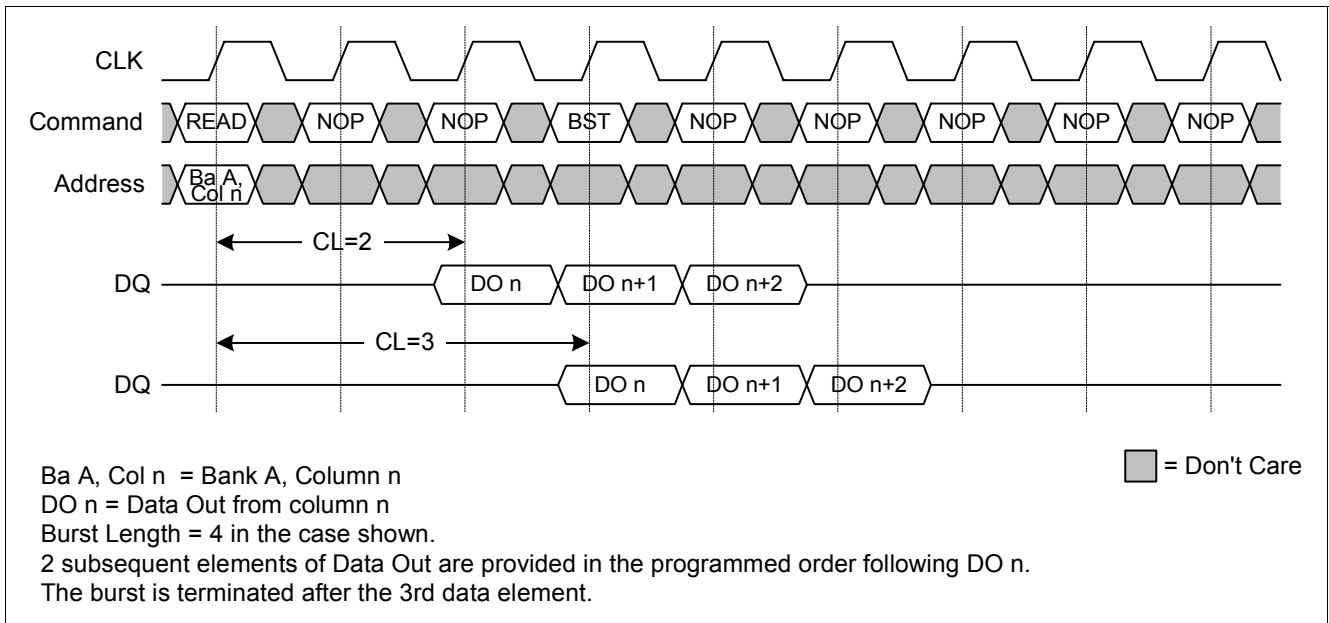 CLK
Command READ NOP NOP BST NOP NOP NOP NOP NOP
Address Ba A,
Col n
CL=2
DQ DO n DO n+1 DO n+2
CL=3
DQ DO n DO n+1 DO n+2
Ba A, Col n = Bank A, Column n
= Don't Care
DO n = Data Out from column n
Burst Length = 4 in the case shown.
2 subsequent elements of Data Out are provided in the programmed order following DO n.
The burst is terminated after the 3rd data element.